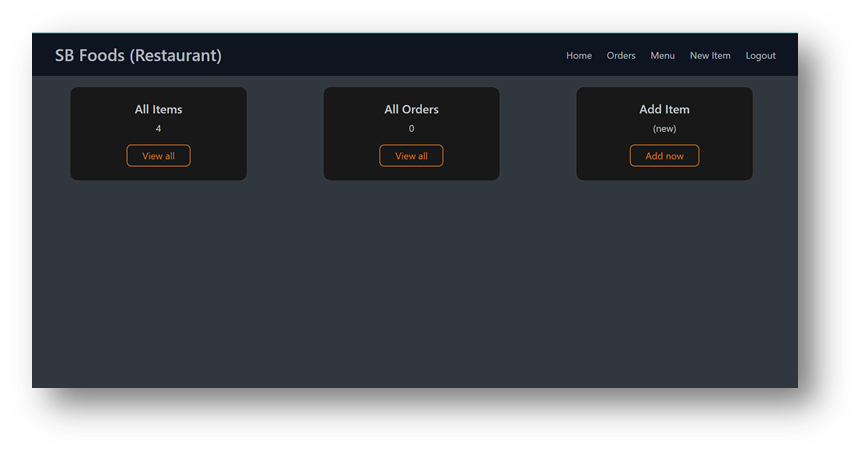 SB Foods (Restaurant)
Home Orders Menu New Item Logout
All Items
4
View all
All Orders
0
View all
Add Item
(new)
Add now